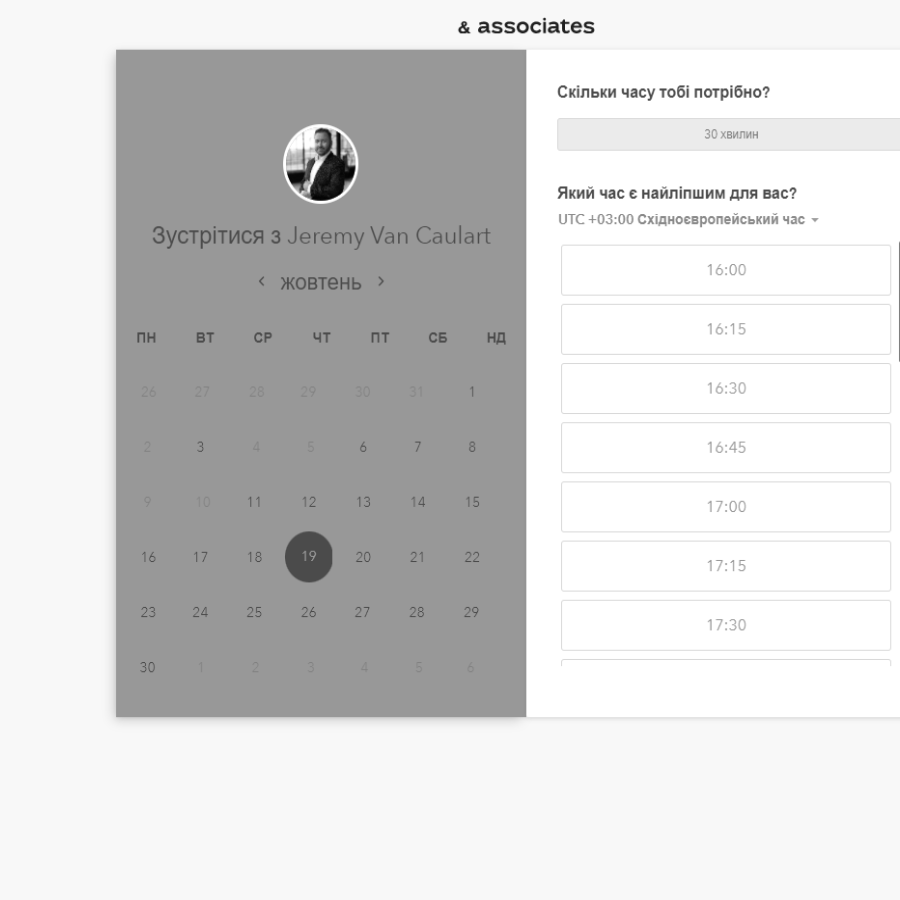 & associates
Зустрітися з Jeremy Van Caulart
жовтень
ПН ВТ СР ЧТ ПТ СБ НД
26 27 28 29 30 31 1
2 3 4 5 6 7 8
9 10 11 12 13 14 15
16 17 18 19 20 21 22
23 24 25 26 27 28 29
30 1 2 3 4 5 6
Скільки часу тобі потрібно?
30 хвилин
Який час є найліпшим для вас?
UTC +03:00 Східноєвропейський час
16:00
16:15
16:30
16:45
17:00
17:15
17:30